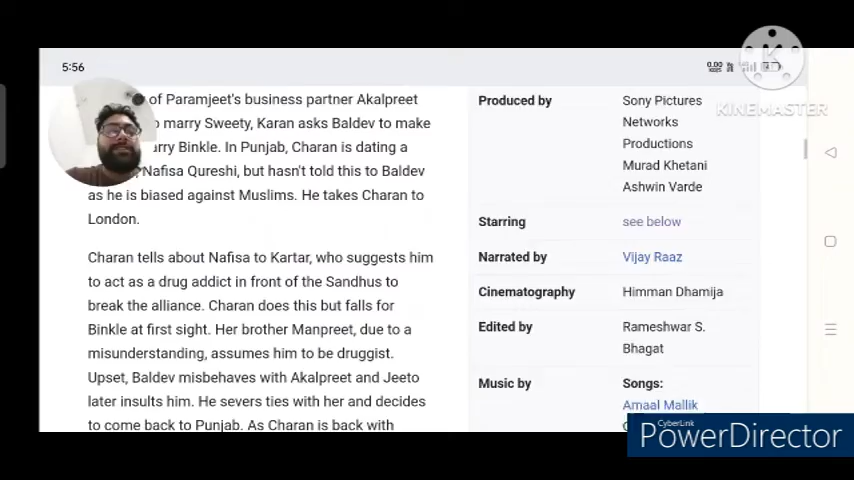 5:56
KINEMASTER
of Paramjeet's business partner Akalpreet
o marry Sweety, Karan asks Baldev to make
arry Binkle. In Punjab, Charan is dating a
Nafisa Qureshi, but hasn't told this to Baldev
as he is biased against Muslims. He takes Charan to
London.
Charan tells about Nafisa to Kartar, who suggests him
to act as a drug addict in front of the Sandhus to
break the alliance. Charan does this but falls for
Binkle at first sight. Her brother Manpreet, due to a
misunderstanding, assumes him to be druggist.
Upset, Baldev misbehaves with Akalpreet and Jeeto
later insults him. He severs ties with her and decides
to come back to Punjab. As Charan is back with
Produced by
Sony Pictures
Networks
Productions
Murad Khetani
Ashwin Varde
Starring
see below
Narrated by
Vijay Raaz
Cinematography
Himman Dhamija
Edited by
Rameshwar S.
Bhagat
Music by
Songs:
Amaal Mallik
CyberLink
PowerDirector